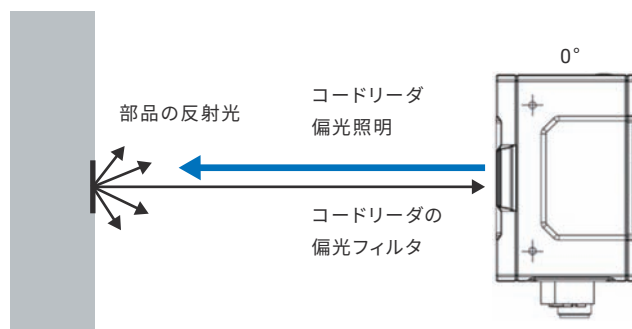 0°
コードリーダ
偏光照明
部品の反射光
コードリーダの
偏光フィルタ